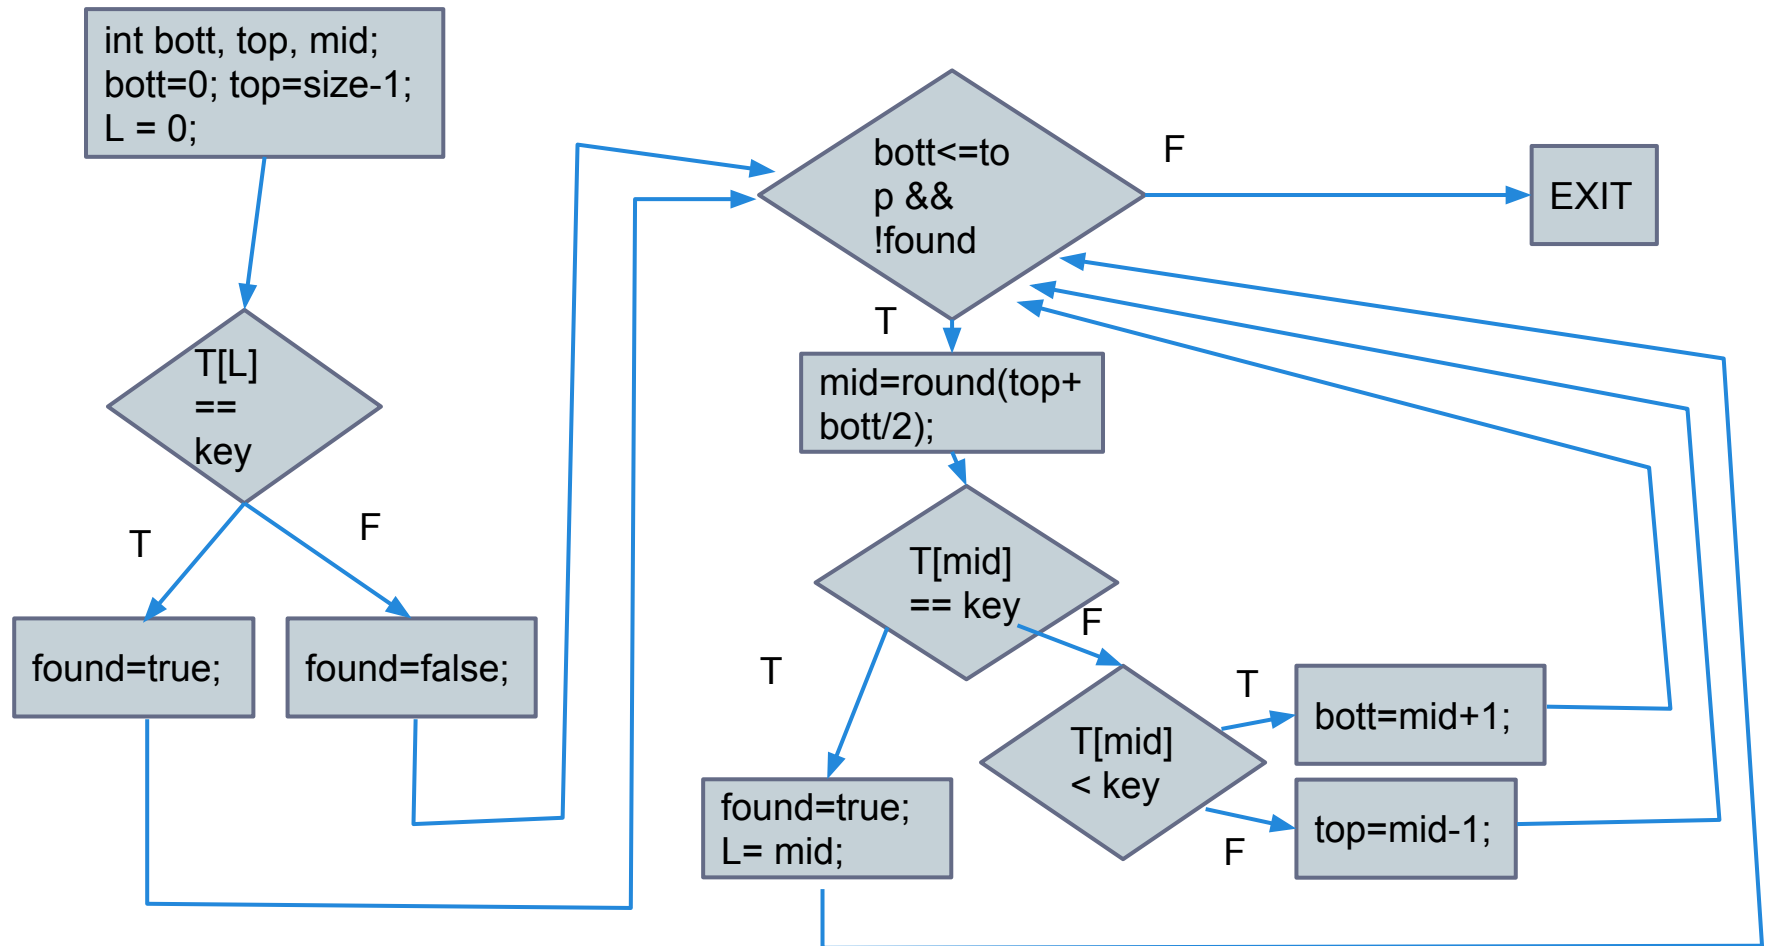 int bott, top, mid;
bott=0; top=size-1;
L = 0;
T[L]
==
key
T
F
found=true;
found=false;
bott<=to
p &&
!found
F
EXIT
T
mid=round(top+
bott/2);
T[mid]
== key
T
F
found=true;
L= mid;
T[mid]
< key
T
bott=mid+1;
F
top=mid-1;